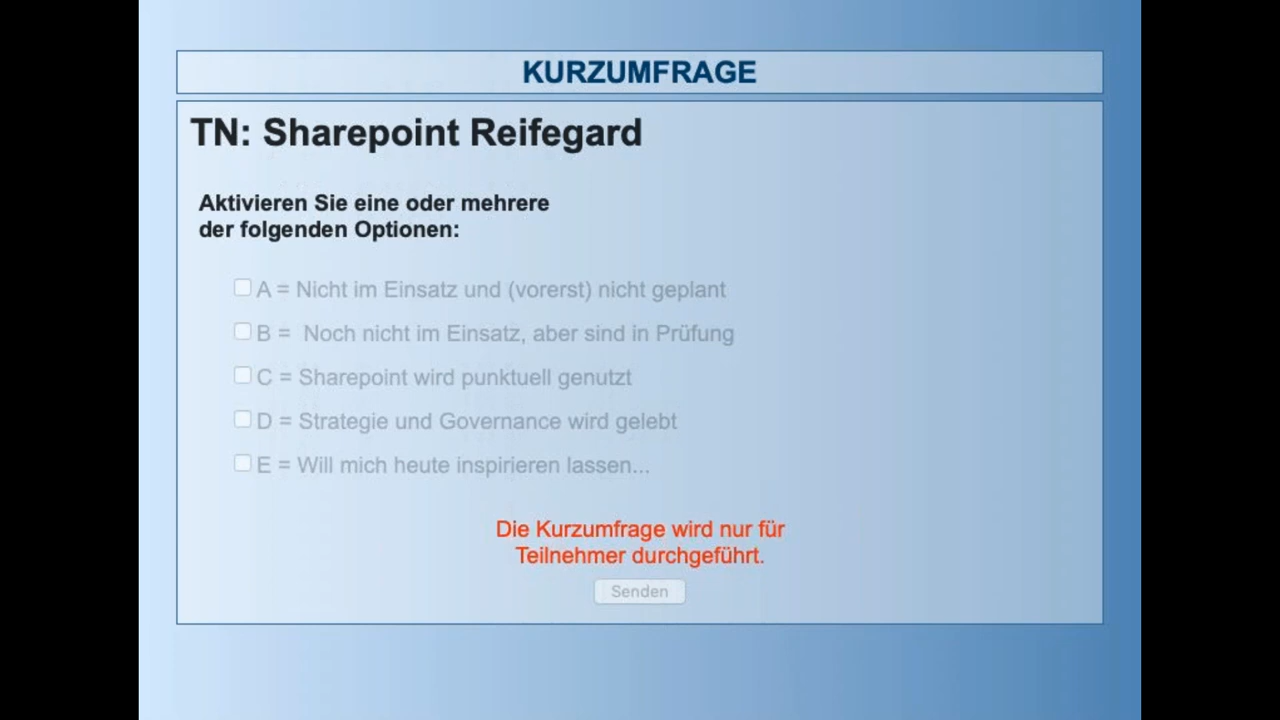 KURZUMFRAGE
TN: Sharepoint Reifegard
Aktivieren Sie eine oder mehrere
der folgenden Optionen:
A = Nicht im Einsatz und (vorerst) nicht geplant
B =  Noch nicht im Einsatz, aber sind in Prüfung
C = Sharepoint wird punktuell genutzt
D = Strategie und Governance wird gelebt
E = Will mich heute inspirieren lassen...
Die Kurzumfrage wird nur für
Teilnehmer durchgeführt.
Senden